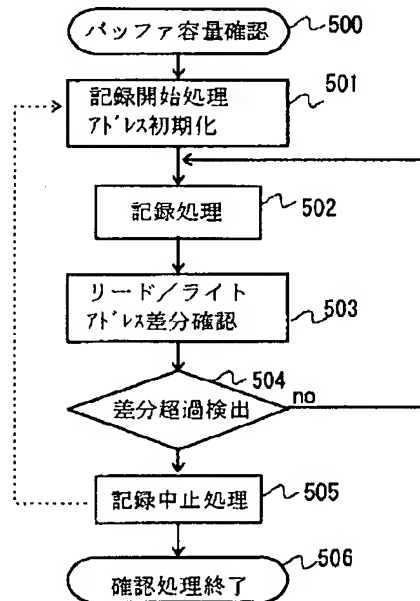 バッファ容量確認
500
記録開始処理
アドレス初期化
501
記録処理
502
リード/ライト
アドレス差分確認
503
504
差分超過検出
no
記録中止処理
505
506
確認処理終了